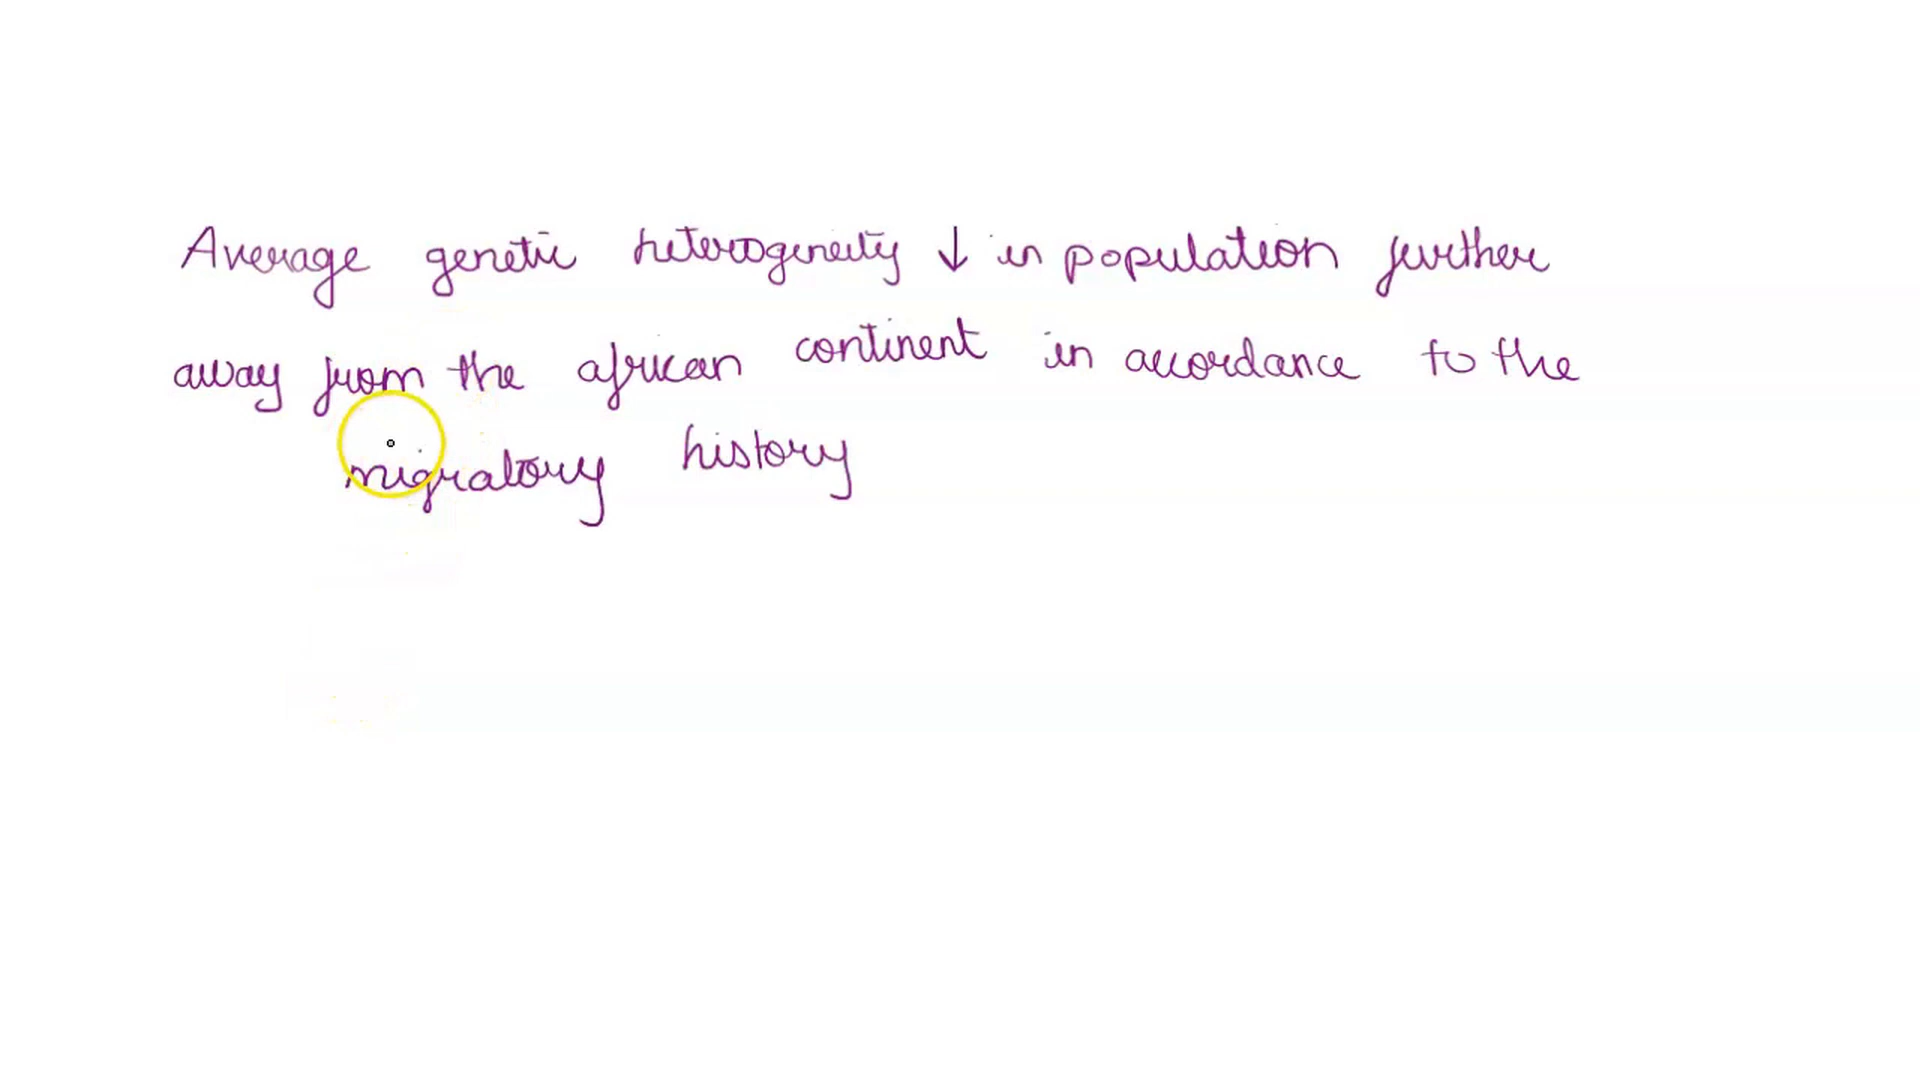 Average genetic heterogeneity ↓ in population further
away from the african continent in accordance to the
migratory history